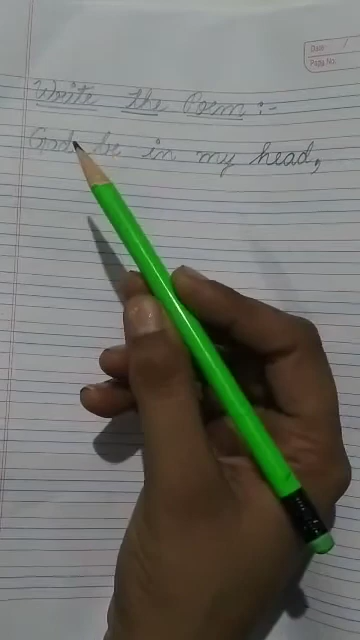 Date /
Page No.
Write the Poem :-
God be in my head,